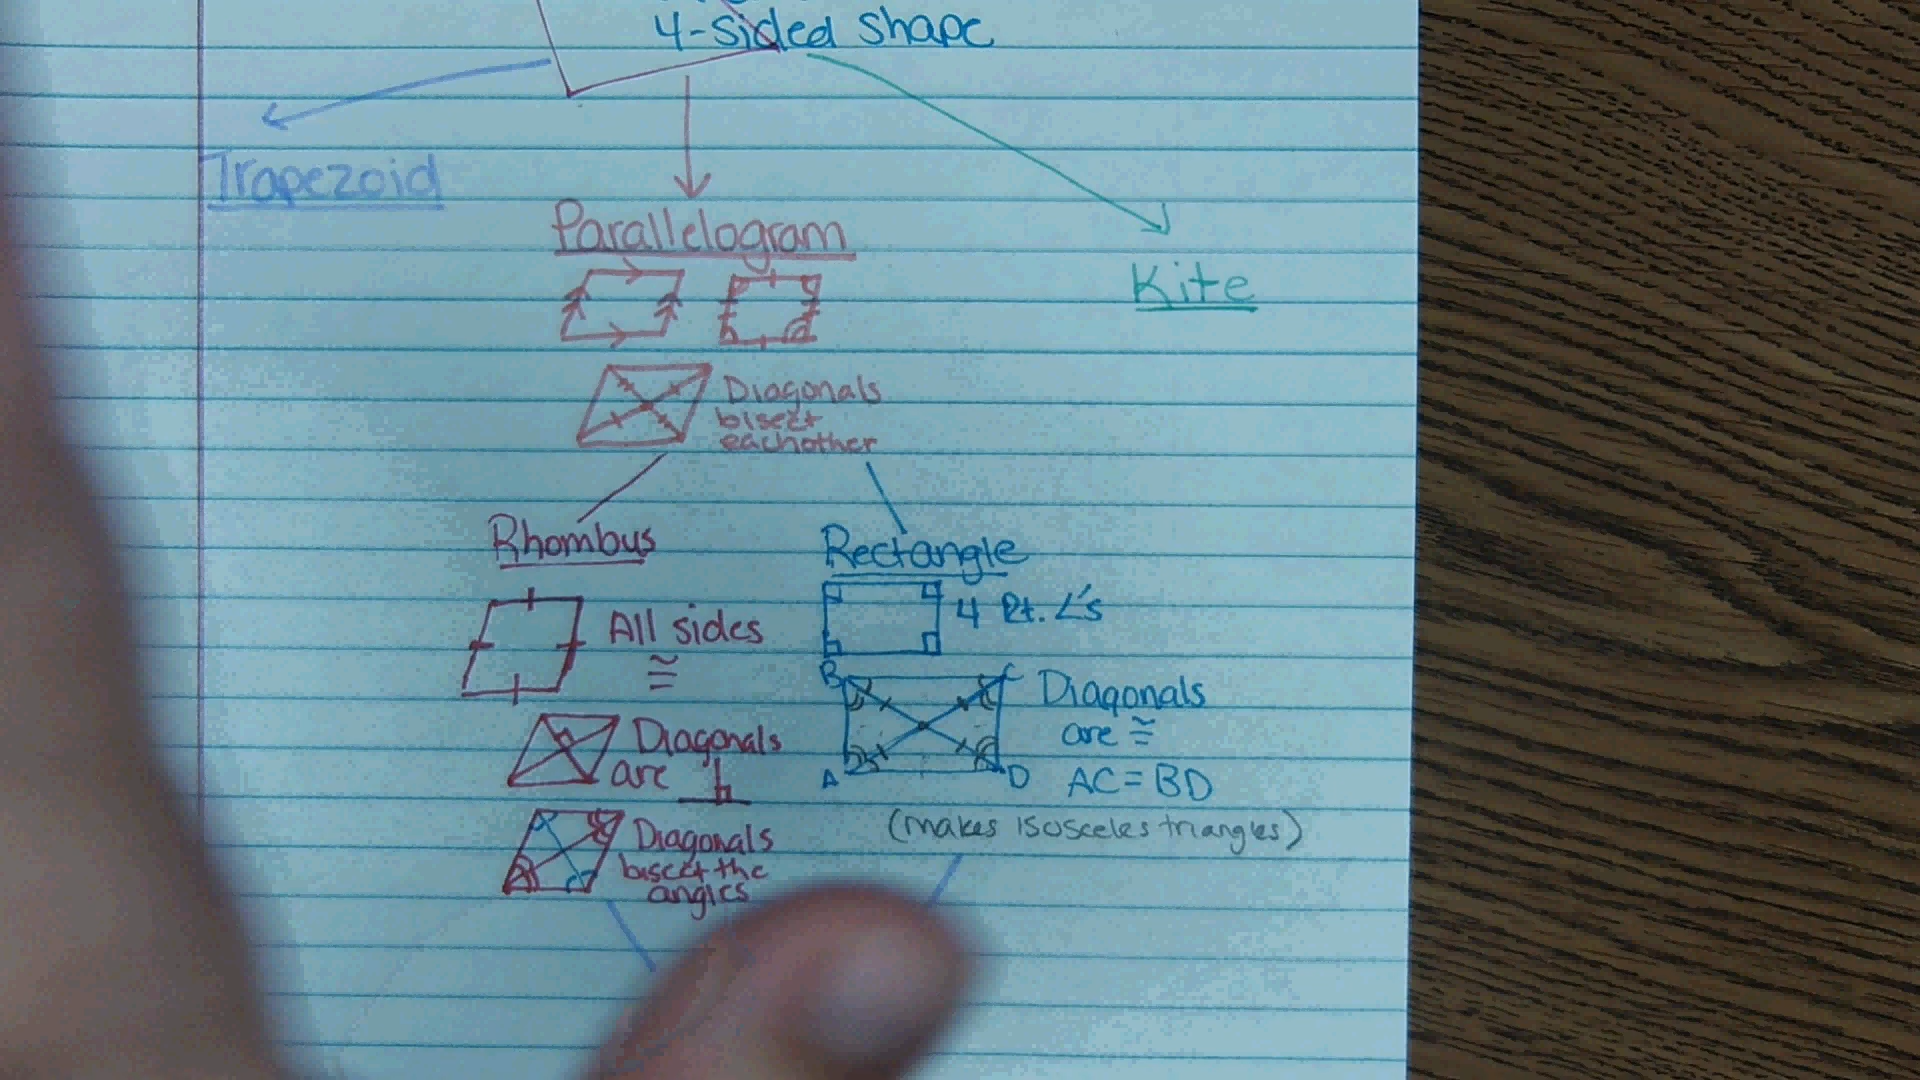 4-sided shape
Trapezoid
Parallelogram
Kite
Diagonals
bisect
eachother
Rhombus
All sides
≅
Diagonals
are ⊥
Diagonals
bisect the
angles
Rectangle
4 Rt. ∠'s
B C
A D
Diagonals
are ≅
AC = BD
(makes isosceles triangles)